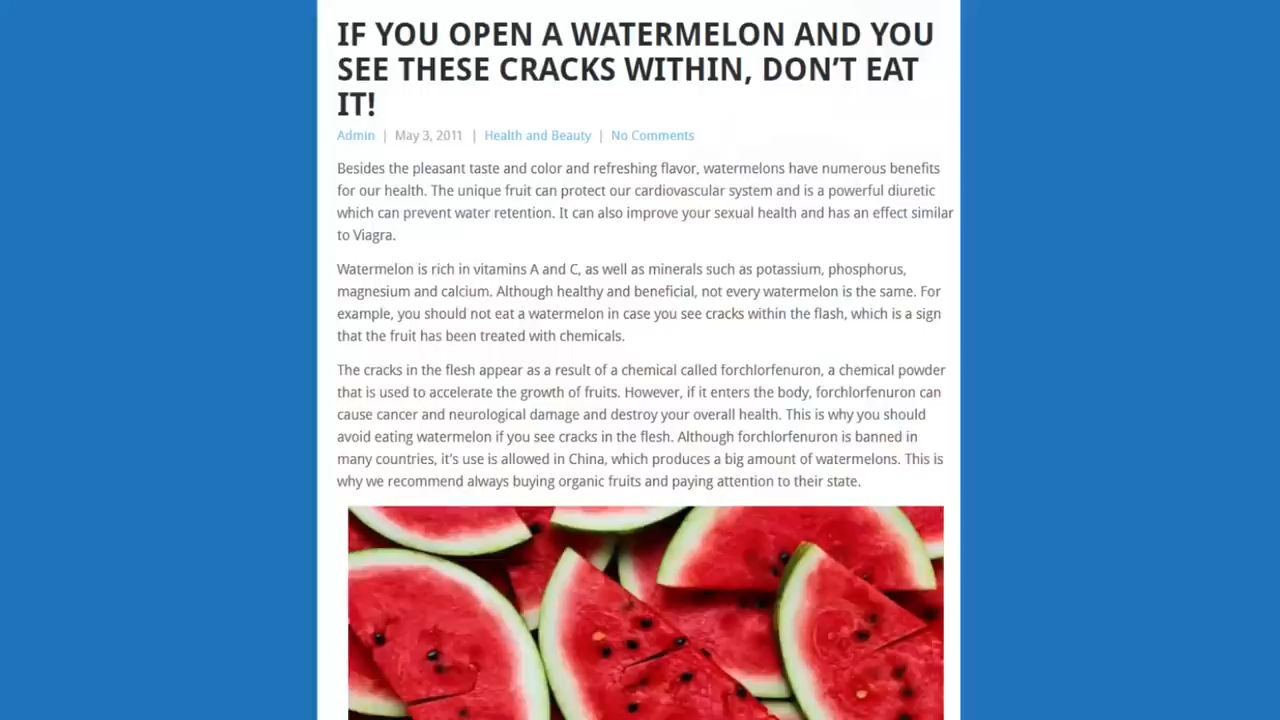 IF YOU OPEN A WATERMELON AND YOU
SEE THESE CRACKS WITHIN, DON’T EAT
IT!
Admin | May 3, 2011 | Health and Beauty | No Comments
Besides the pleasant taste and color and refreshing flavor, watermelons have numerous benefits
for our health. The unique fruit can protect our cardiovascular system and is a powerful diuretic
which can prevent water retention. It can also improve your sexual health and has an effect similar
to Viagra.
Watermelon is rich in vitamins A and C, as well as minerals such as potassium, phosphorus,
magnesium and calcium. Although healthy and beneficial, not every watermelon is the same. For
example, you should not eat a watermelon in case you see cracks within the flash, which is a sign
that the fruit has been treated with chemicals.
The cracks in the flesh appear as a result of a chemical called forchlorfenuron, a chemical powder
that is used to accelerate the growth of fruits. However, if it enters the body, forchlorfenuron can
cause cancer and neurological damage and destroy your overall health. This is why you should
avoid eating watermelon if you see cracks in the flesh. Although forchlorfenuron is banned in
many countries, it’s use is allowed in China, which produces a big amount of watermelons. This is
why we recommend always buying organic fruits and paying attention to their state.